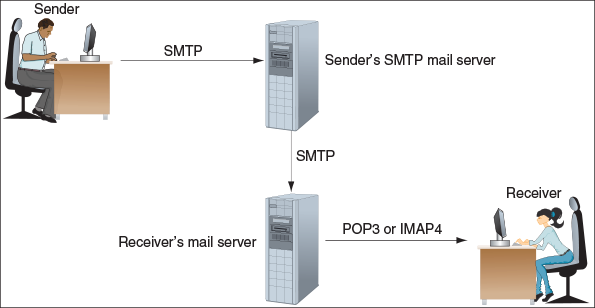 Sender
SMTP
Sender's SMTP mail server
SMTP
Receiver
Receiver's mail server
POP3 or IMAP4